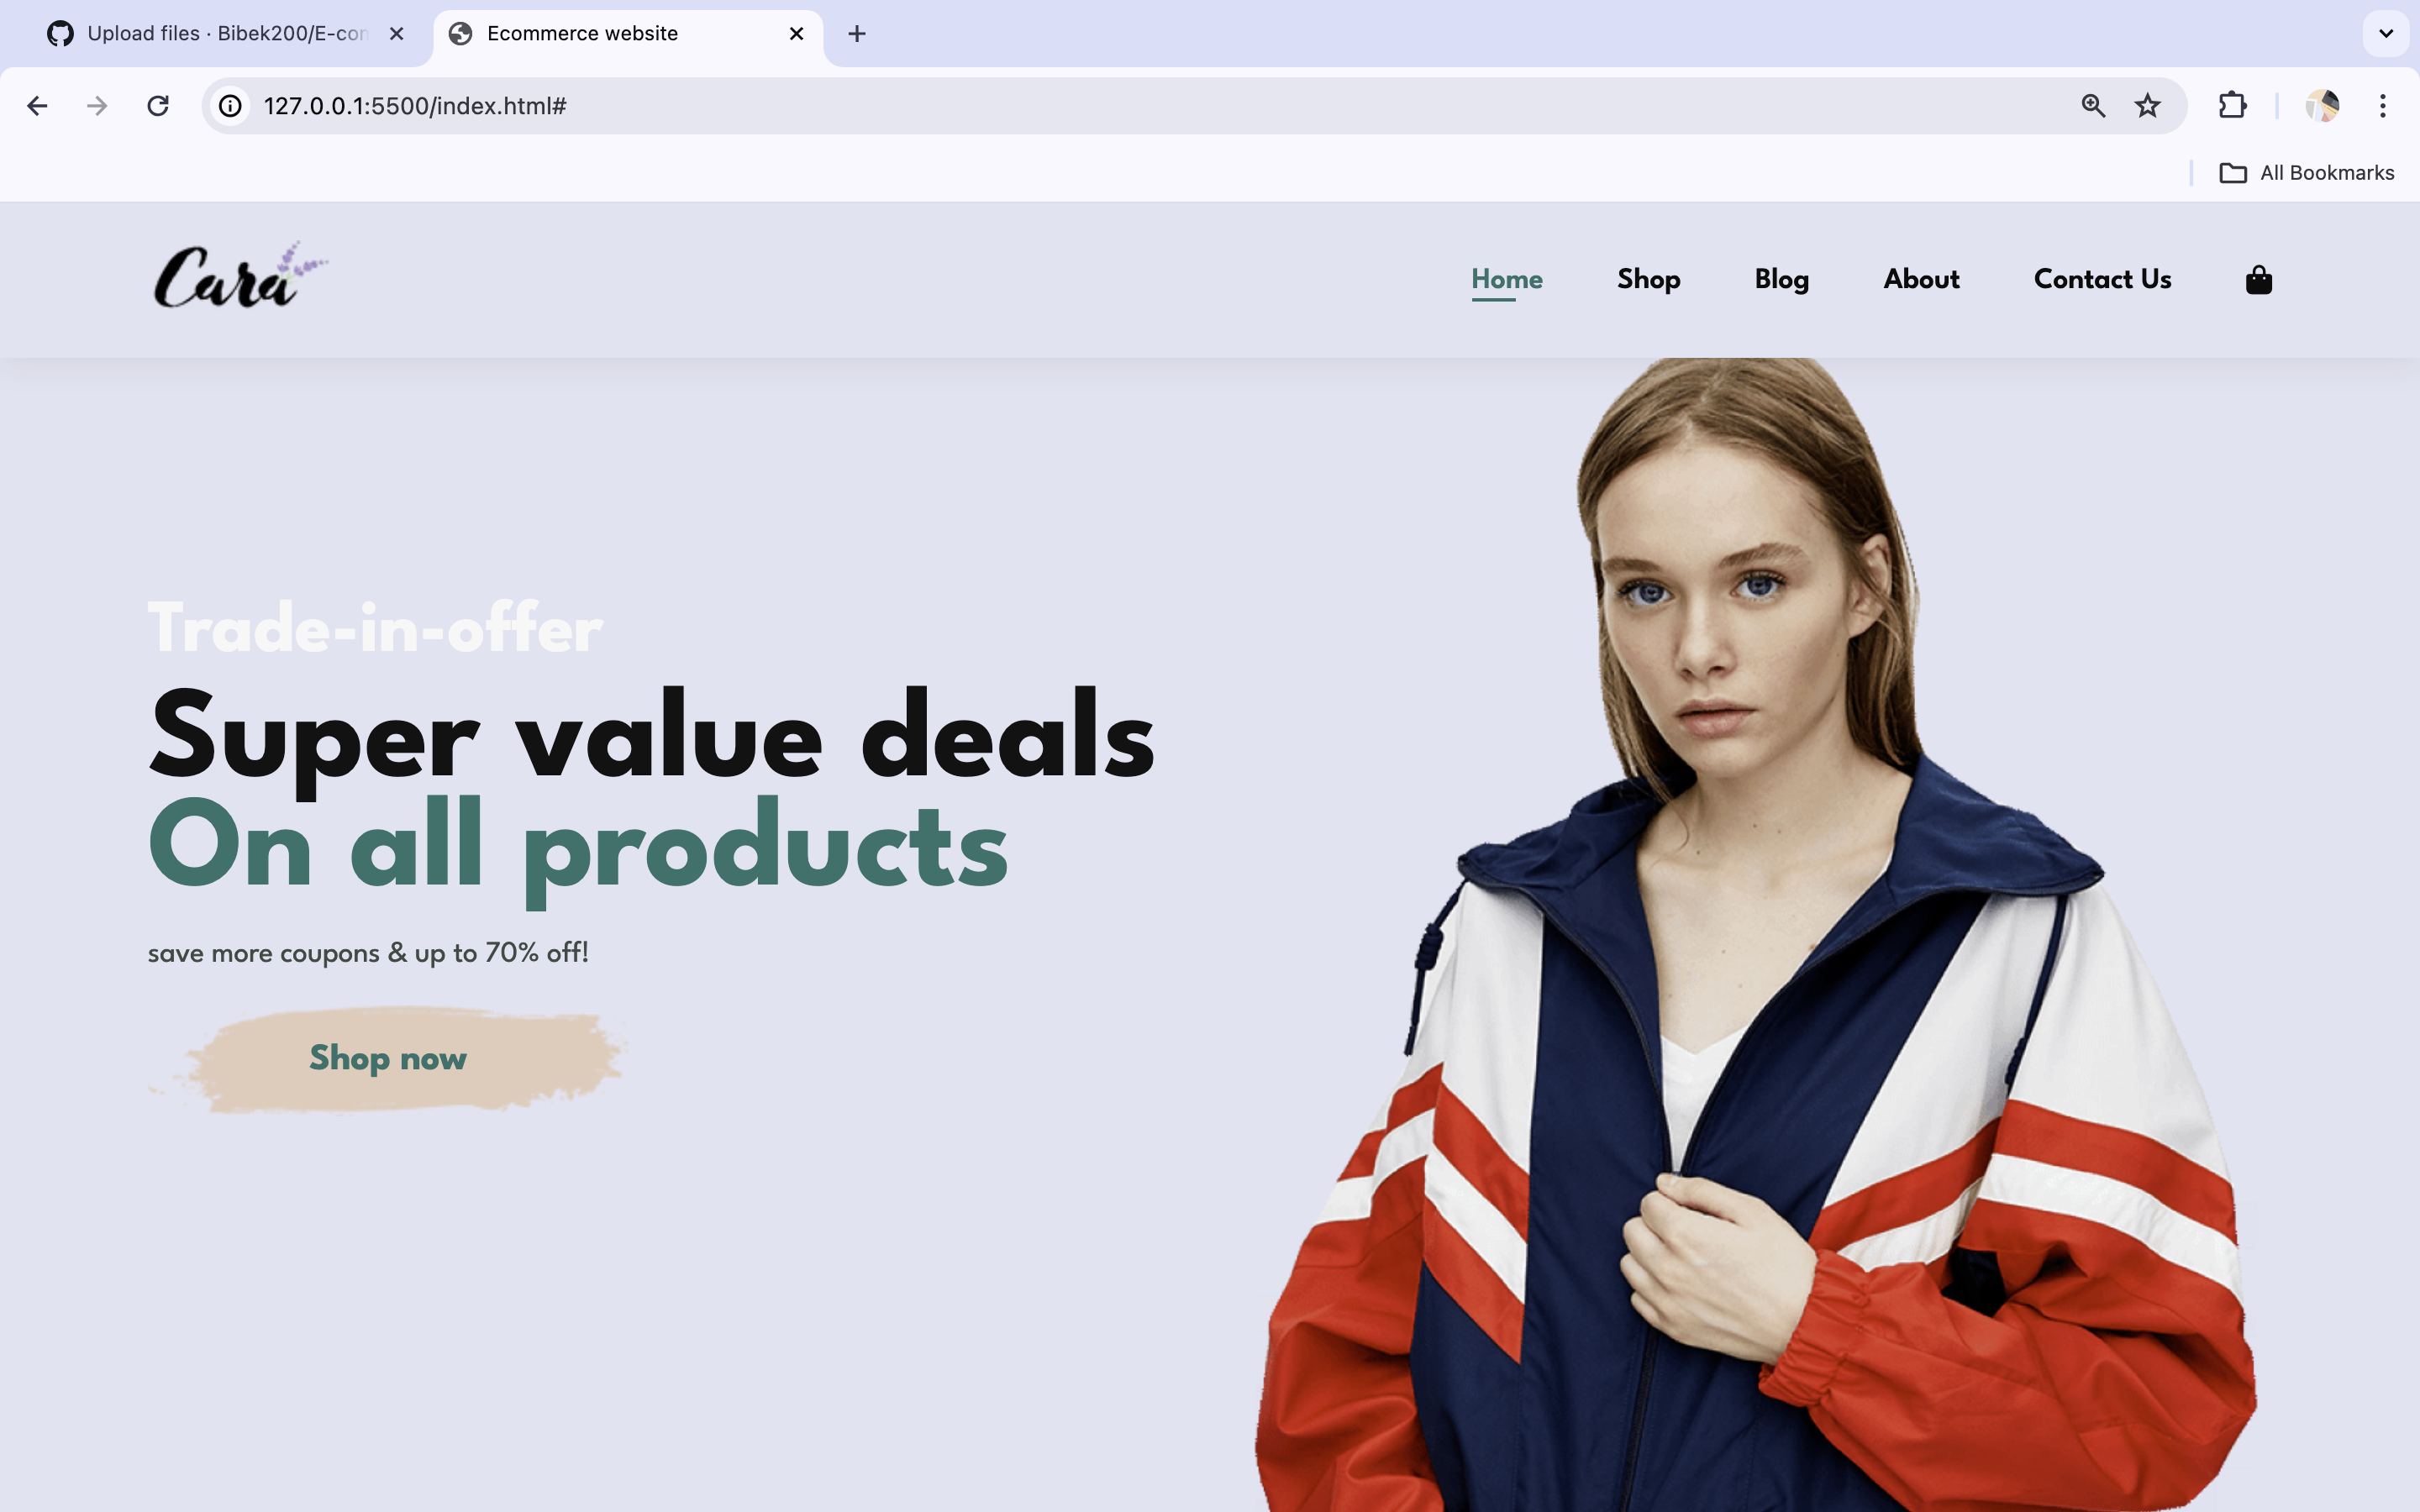 Upload files · Bibek200/E-con
Ecommerce website
127.0.0.1:5500/index.html#
All Bookmarks
Cara
Home
Shop
Blog
About
Contact Us
Trade-in-offer
Super value deals
On all products
save more coupons & up to 70% off!
Shop now